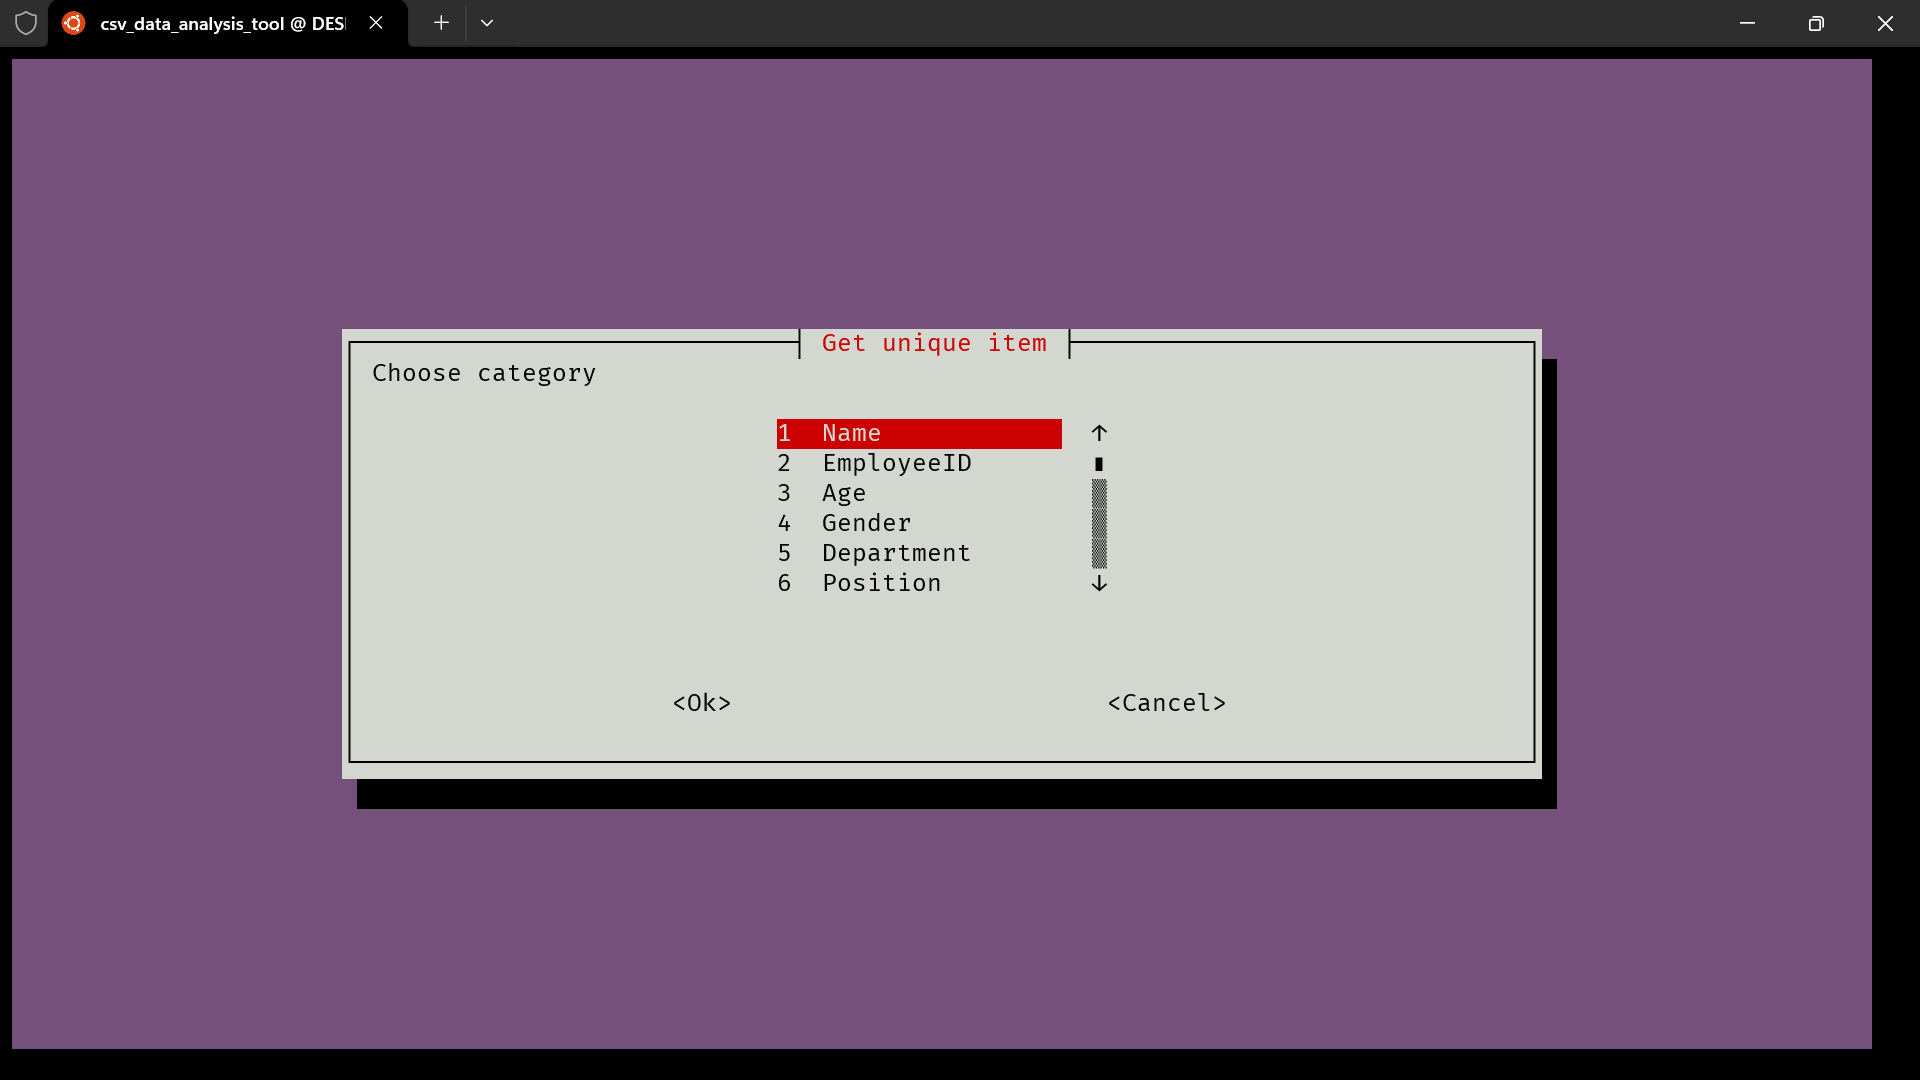 csv_data_analysis_tool @ DES
Get unique item
Choose category
1 Name
2 EmployeeID
3 Age
4 Gender
5 Department
6 Position
<Ok> <Cancel>